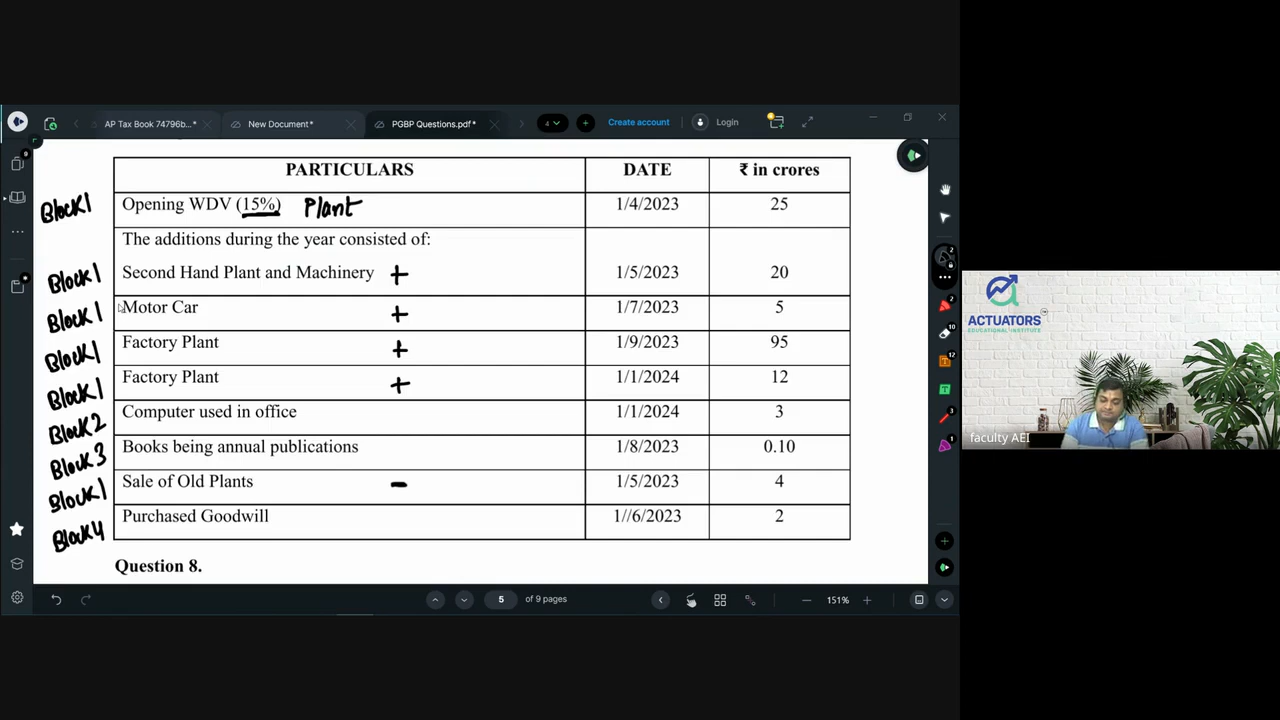 AP Tax Book 74796b...* New Document* PGBP Questions.pdf* 4 Create account Login
PARTICULARS DATE ₹ in crores
Block1 Opening WDV (15%) Plant 1/4/2023 25
The additions during the year consisted of:
Block1 Second Hand Plant and Machinery + 1/5/2023 20
Block1 Motor Car + 1/7/2023 5
Block1 Factory Plant + 1/9/2023 95
Block1 Factory Plant + 1/1/2024 12
Block2 Computer used in office 1/1/2024 3
Block3 Books being annual publications 1/8/2023 0.10
Block1 Sale of Old Plants - 1/5/2023 4
Block4 Purchased Goodwill 1//6/2023 2
Question 8.
5 of 9 pages 151%
ACTUATORS
EDUCATIONAL INSTITUTE
faculty AEI